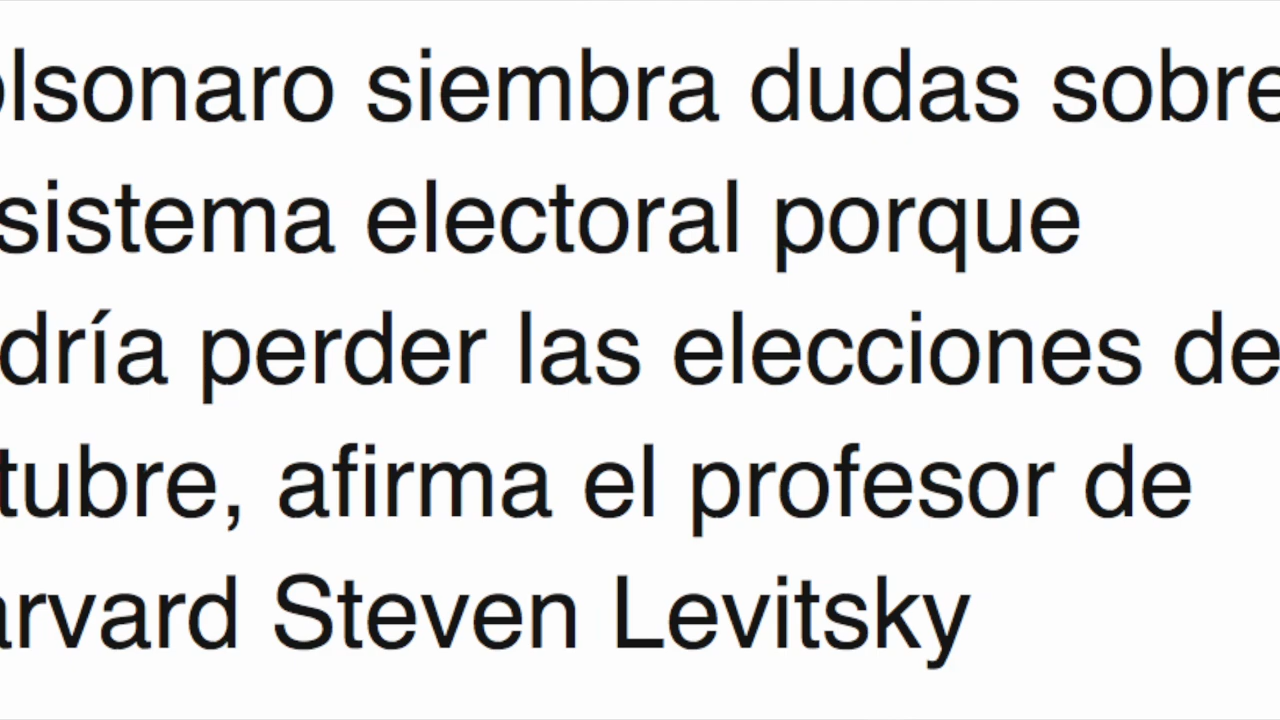 olsonaro siembra dudas sobre
sistema electoral porque
dría perder las elecciones de
tubre, afirma el profesor de
arvard Steven Levitsky